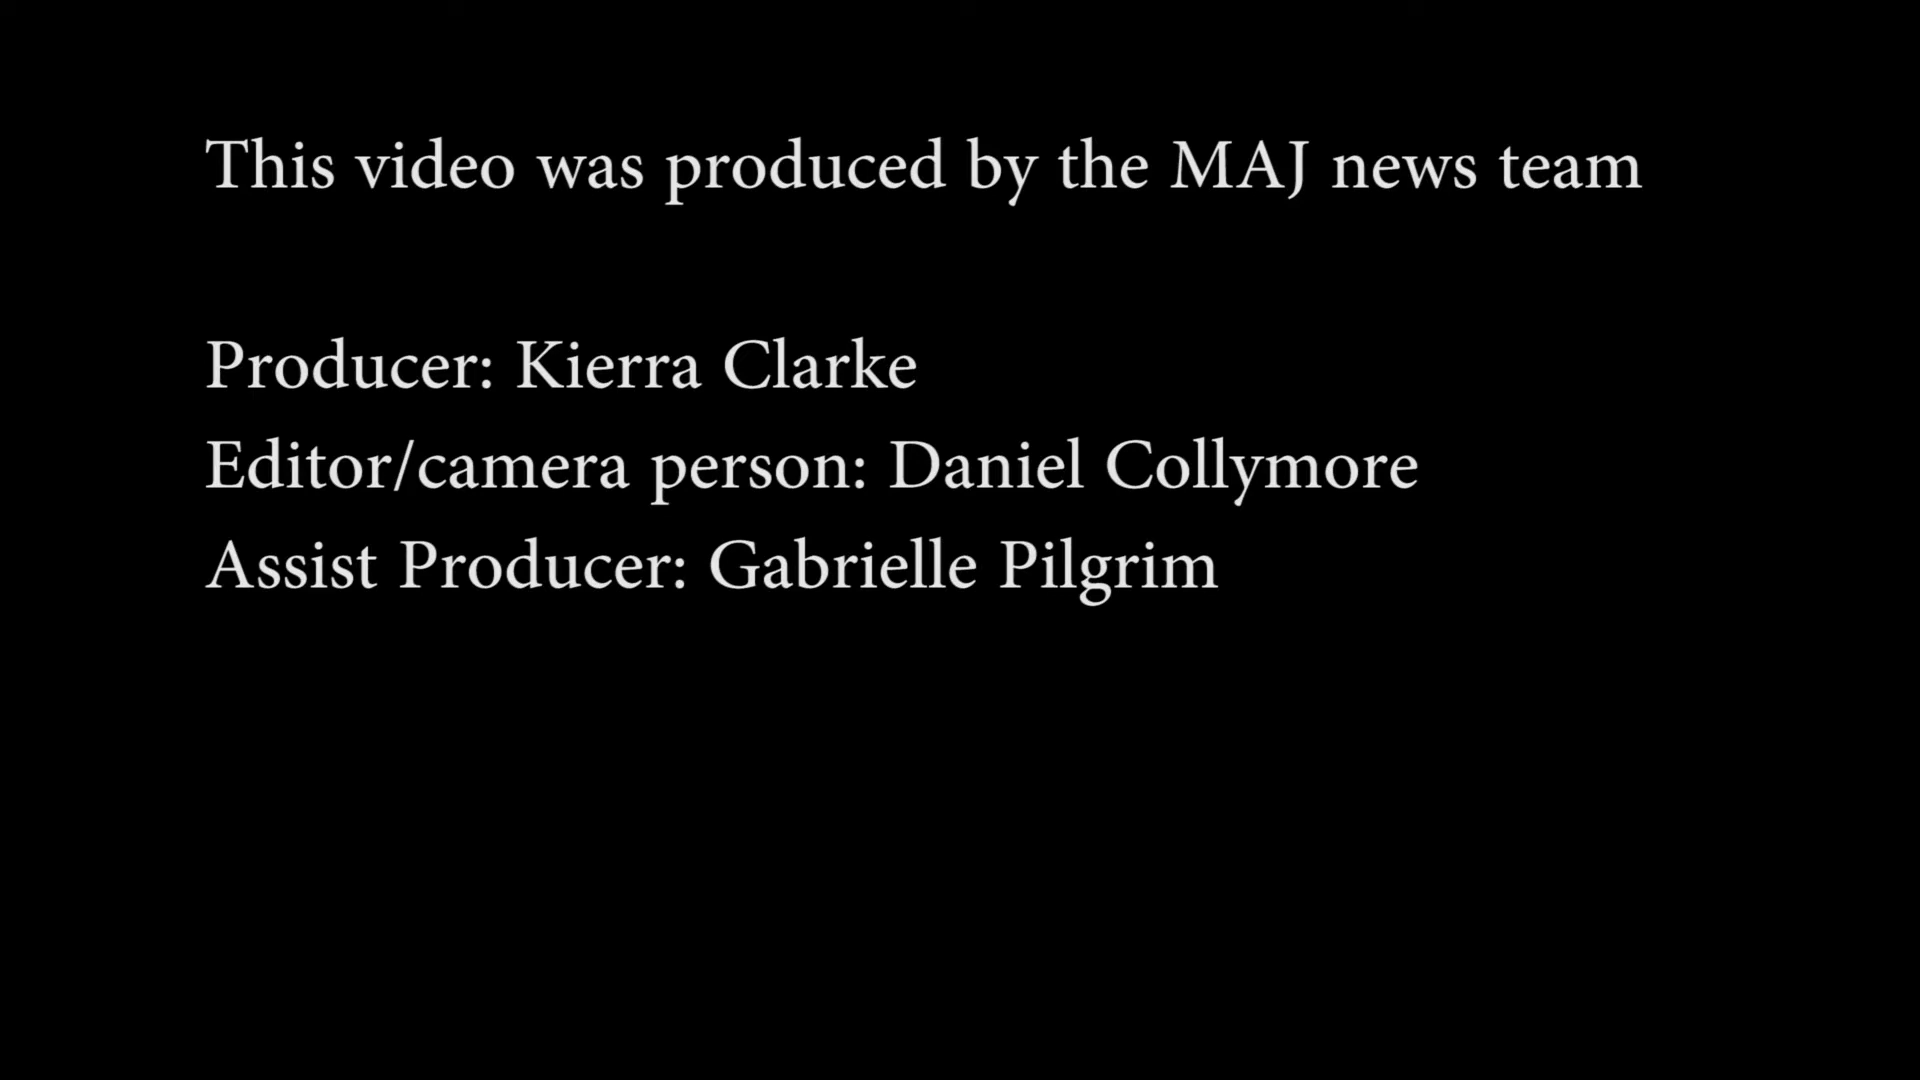 This video was produced by the MAJ news team
Producer: Kierra Clarke
Editor/camera person: Daniel Collymore
Assist Producer: Gabrielle Pilgrim